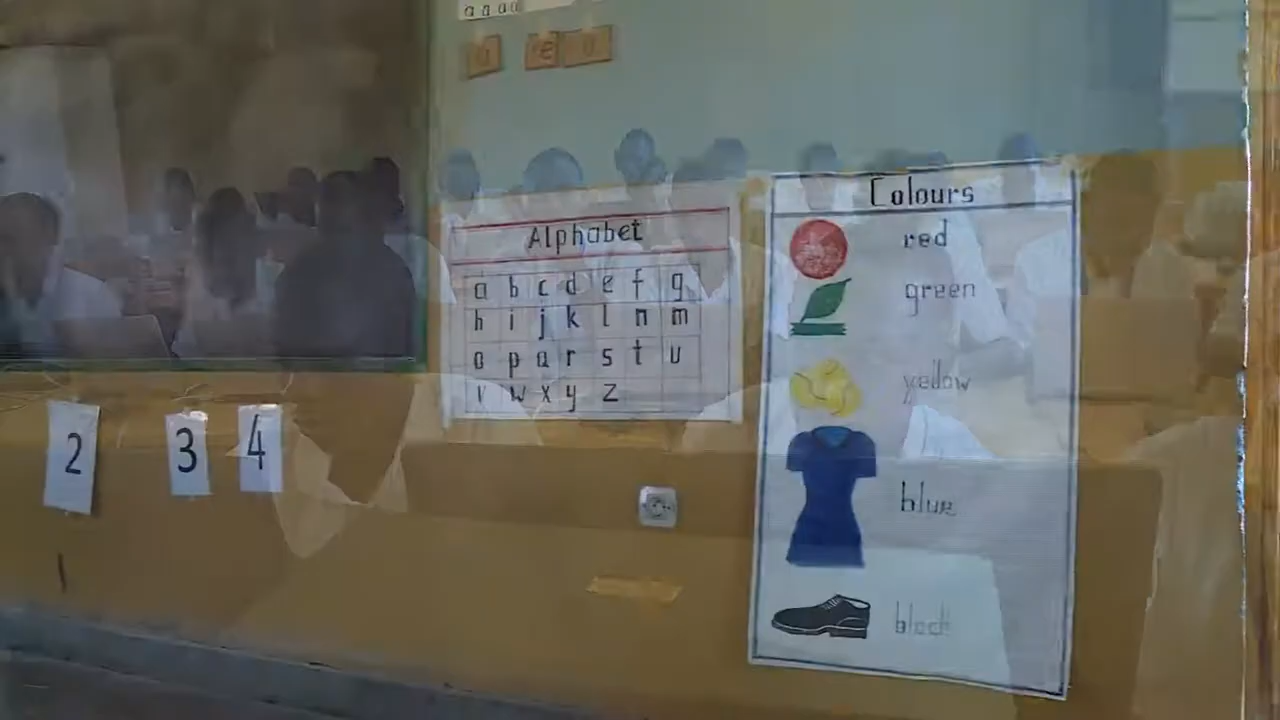 a a a a
e
Alphabet
a b c d e f g
h i j k l n m
o p q r s t u
v w x y z
Colours
red
green
yellow
blue
black
2 3 4